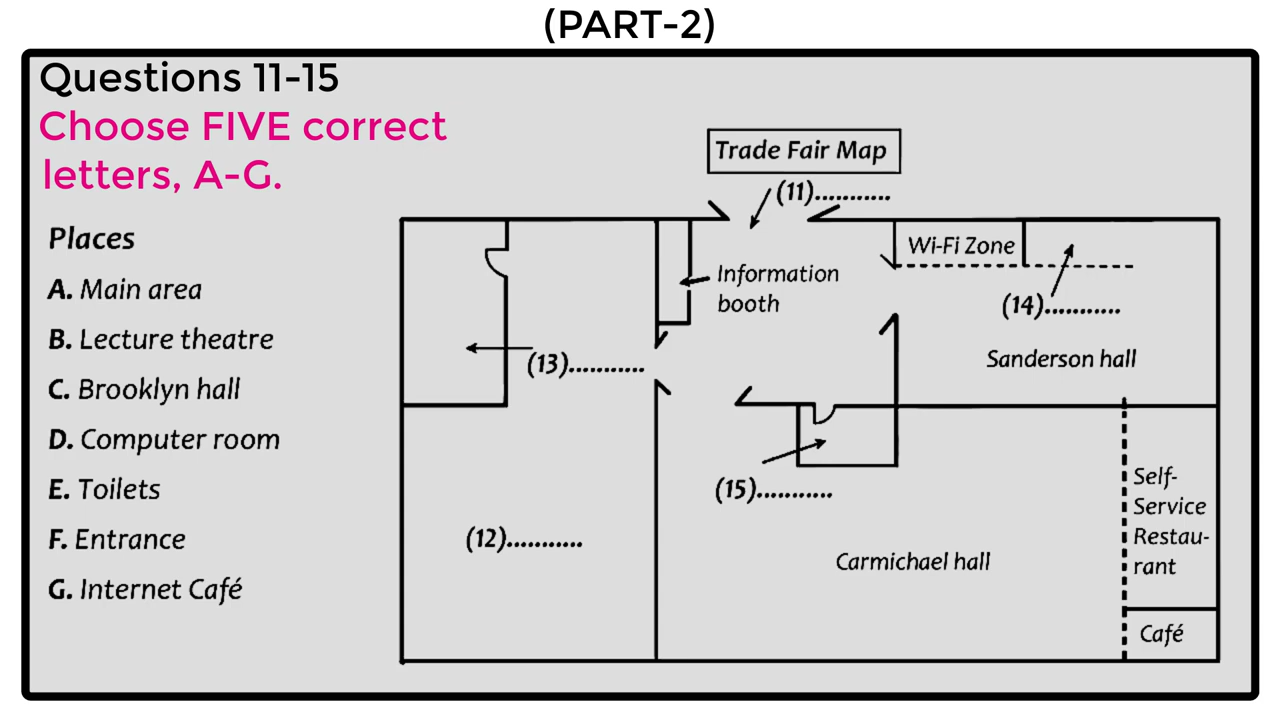 (PART-2)
Questions 11-15
Choose FIVE correct
letters, A-G.
Places
A. Main area
B. Lecture theatre
C. Brooklyn hall
D. Computer room
E. Toilets
F. Entrance
G. Internet Café
Trade Fair Map
(11)...........
Wi-Fi Zone
Information
booth
(14)...........
(13)...........
Sanderson hall
(15)...........
(12)...........
Carmichael hall
Self-
Service
Restau-
rant
Café